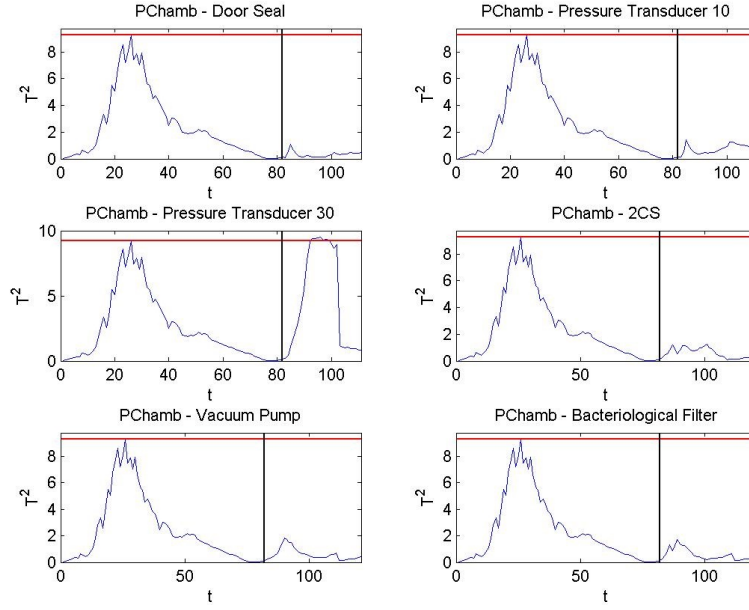 PChamb - Door Seal
T²
8
6
4
2
0
0 20 40 60 80 100
t
PChamb - Pressure Transducer 10
T²
8
6
4
2
0
0 20 40 60 80 100
t
PChamb - Pressure Transducer 30
T²
10
5
0
0 20 40 60 80 100
t
PChamb - 2CS
T²
8
6
4
2
0
0 50 100
t
PChamb - Vacuum Pump
T²
8
6
4
2
0
0 50 100
t
PChamb - Bacteriological Filter
T²
8
6
4
2
0
0 50 100
t